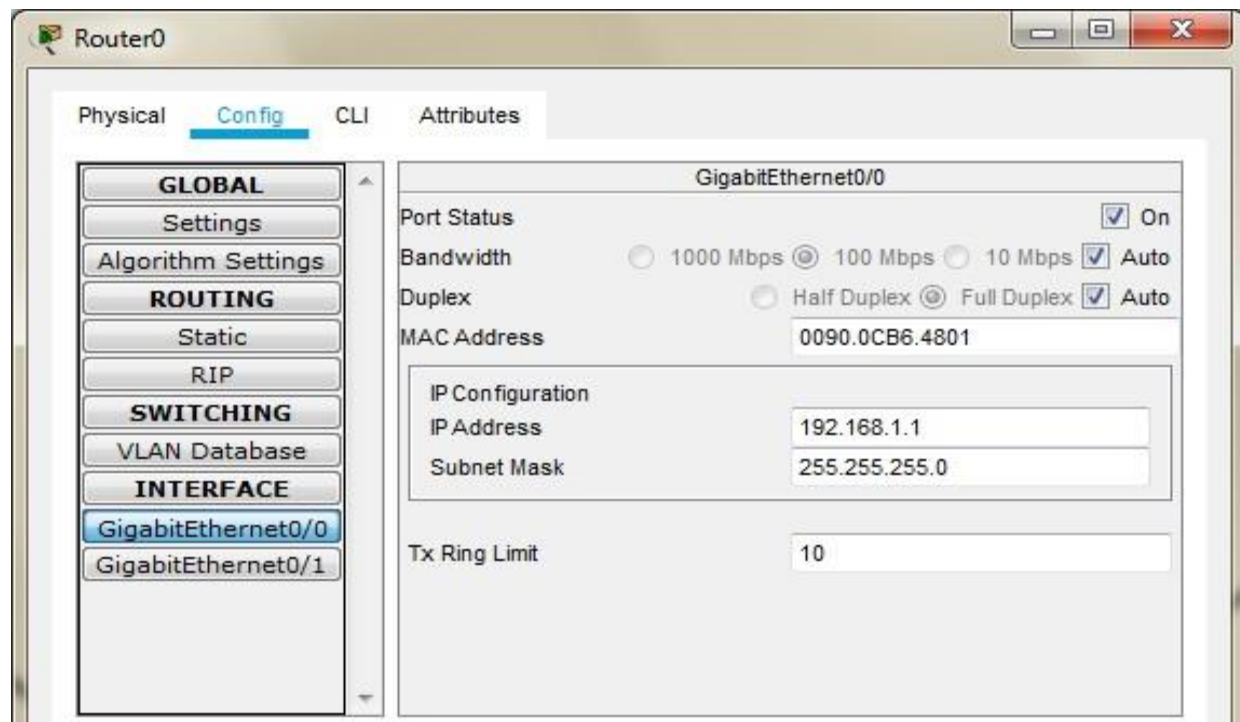 Router0
Physical Config CLI Attributes
GLOBAL
Settings
Algorithm Settings
ROUTING
Static
RIP
SWITCHING
VLAN Database
INTERFACE
GigabitEthernet0/0
GigabitEthernet0/1
GigabitEthernet0/0
Port Status On
Bandwidth 1000 Mbps 100 Mbps 10 Mbps Auto
Duplex Half Duplex Full Duplex Auto
MAC Address 0090.0CB6.4801
IP Configuration
IP Address 192.168.1.1
Subnet Mask 255.255.255.0
Tx Ring Limit 10